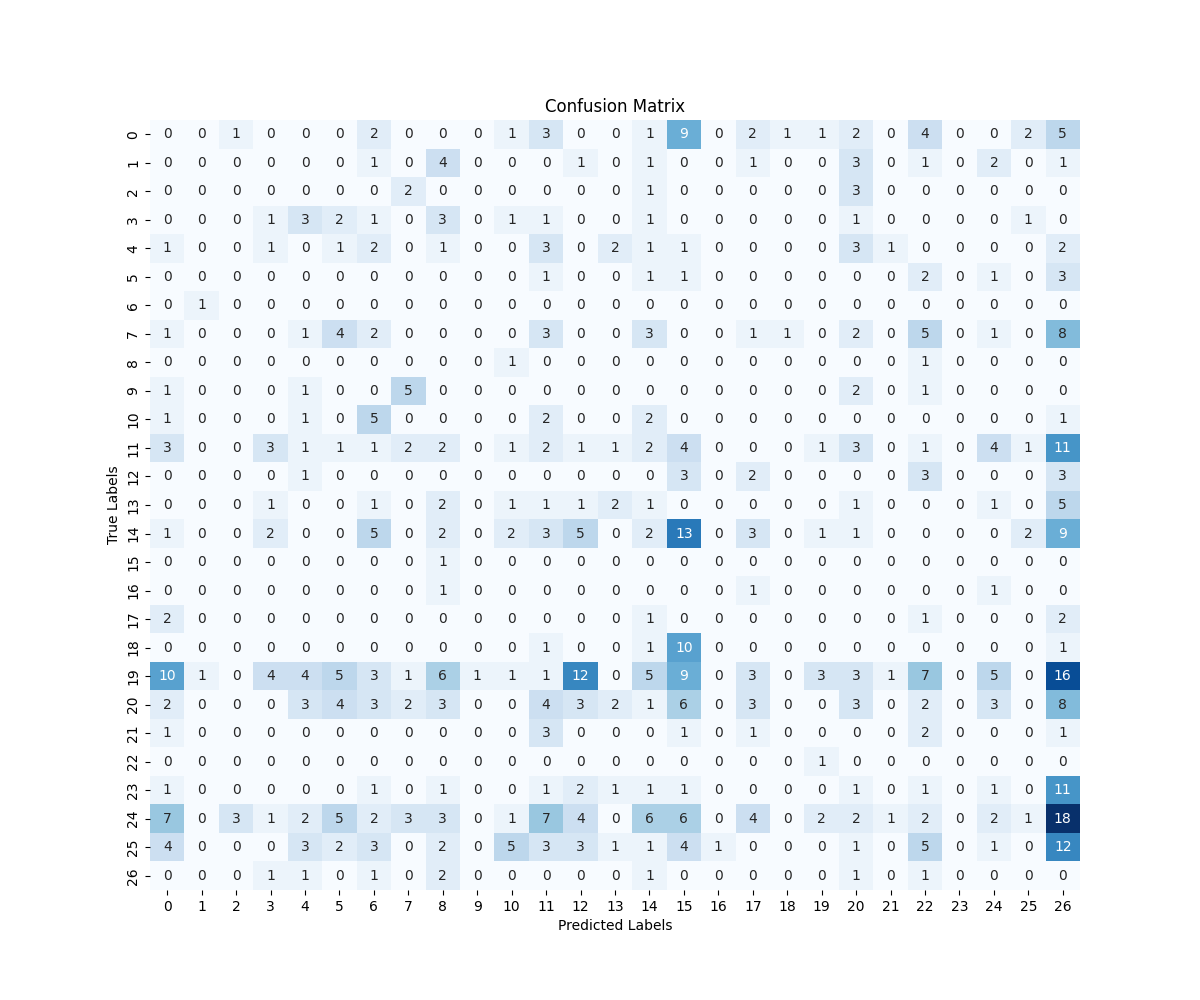 Confusion Matrix
True Labels
0 0 0 1 0 0 0 2 0 0 0 1 3 0 0 1 9 0 2 1 1 2 0 4 0 0 2 5
1 0 0 0 0 0 0 1 0 4 0 0 0 1 0 1 0 0 1 0 0 3 0 1 0 2 0 1
2 0 0 0 0 0 0 0 2 0 0 0 0 0 0 1 0 0 0 0 0 3 0 0 0 0 0 0
3 0 0 0 1 3 2 1 0 3 0 1 1 0 0 1 0 0 0 0 0 1 0 0 0 0 1 0
4 1 0 0 1 0 1 2 0 1 0 0 3 0 2 1 1 0 0 0 0 3 1 0 0 0 0 2
5 0 0 0 0 0 0 0 0 0 0 0 1 0 0 1 1 0 0 0 0 0 0 2 0 1 0 3
6 0 1 0 0 0 0 0 0 0 0 0 0 0 0 0 0 0 0 0 0 0 0 0 0 0 0 0
7 1 0 0 0 1 4 2 0 0 0 0 3 0 0 3 0 0 1 1 0 2 0 5 0 1 0 8
8 0 0 0 0 0 0 0 0 0 0 1 0 0 0 0 0 0 0 0 0 0 0 1 0 0 0 0
9 1 0 0 0 1 0 0 5 0 0 0 0 0 0 0 0 0 0 0 0 2 0 1 0 0 0 0
10 1 0 0 0 1 0 5 0 0 0 0 2 0 0 2 0 0 0 0 0 0 0 0 0 0 0 1
11 3 0 0 3 1 1 1 2 2 0 1 2 1 1 2 4 0 0 0 1 3 0 1 0 4 1 11
12 0 0 0 0 1 0 0 0 0 0 0 0 0 0 0 3 0 2 0 0 0 0 3 0 0 0 3
13 0 0 0 1 0 0 1 0 2 0 1 1 1 2 1 0 0 0 0 0 1 0 0 0 1 0 5
14 1 0 0 2 0 0 5 0 2 0 2 3 5 0 2 13 0 3 0 1 1 0 0 0 0 2 9
15 0 0 0 0 0 0 0 0 1 0 0 0 0 0 0 0 0 0 0 0 0 0 0 0 0 0 0
16 0 0 0 0 0 0 0 0 1 0 0 0 0 0 0 0 0 1 0 0 0 0 0 0 1 0 0
17 2 0 0 0 0 0 0 0 0 0 0 0 0 0 1 0 0 0 0 0 0 0 1 0 0 0 2
18 0 0 0 0 0 0 0 0 0 0 0 1 0 0 1 10 0 0 0 0 0 0 0 0 0 0 1
19 10 1 0 4 4 5 3 1 6 1 1 1 12 0 5 9 0 3 0 3 3 1 7 0 5 0 16
20 2 0 0 0 3 4 3 2 3 0 0 4 3 2 1 6 0 3 0 0 3 0 2 0 3 0 8
21 1 0 0 0 0 0 0 0 0 0 0 3 0 0 0 1 0 1 0 0 0 0 2 0 0 0 1
22 0 0 0 0 0 0 0 0 0 0 0 0 0 0 0 0 0 0 0 1 0 0 0 0 0 0 0
23 1 0 0 0 0 0 1 0 1 0 0 1 2 1 1 1 0 0 0 0 1 0 1 0 1 0 11
24 7 0 3 1 2 5 2 3 3 0 1 7 4 0 6 6 0 4 0 2 2 1 2 0 2 1 18
25 4 0 0 0 3 2 3 0 2 0 5 3 3 1 1 4 1 0 0 0 1 0 5 0 1 0 12
26 0 0 0 1 1 0 1 0 2 0 0 0 0 0 1 0 0 0 0 0 1 0 1 0 0 0 0
0 1 2 3 4 5 6 7 8 9 10 11 12 13 14 15 16 17 18 19 20 21 22 23 24 25 26
Predicted Labels